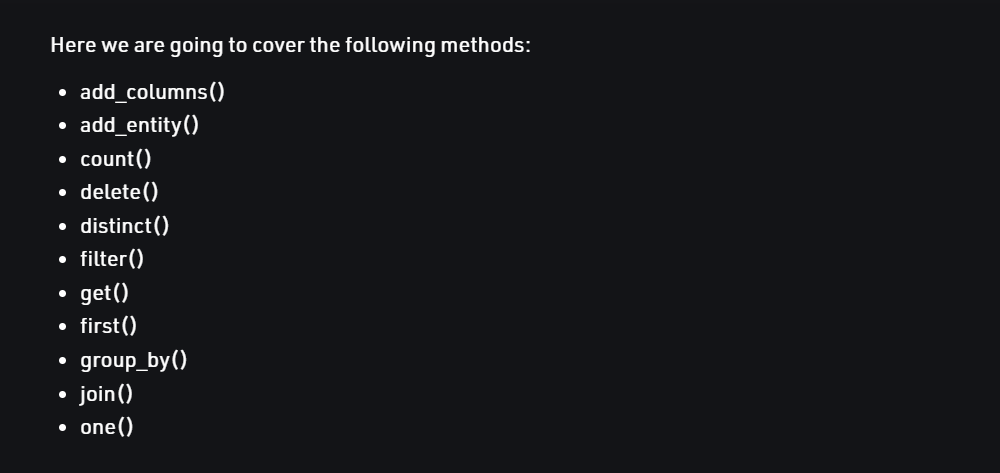 Here we are going to cover the following methods:
• add_columns()
• add_entity()
• count()
• delete()
• distinct()
• filter()
• get()
• first()
• group_by()
• join()
• one()